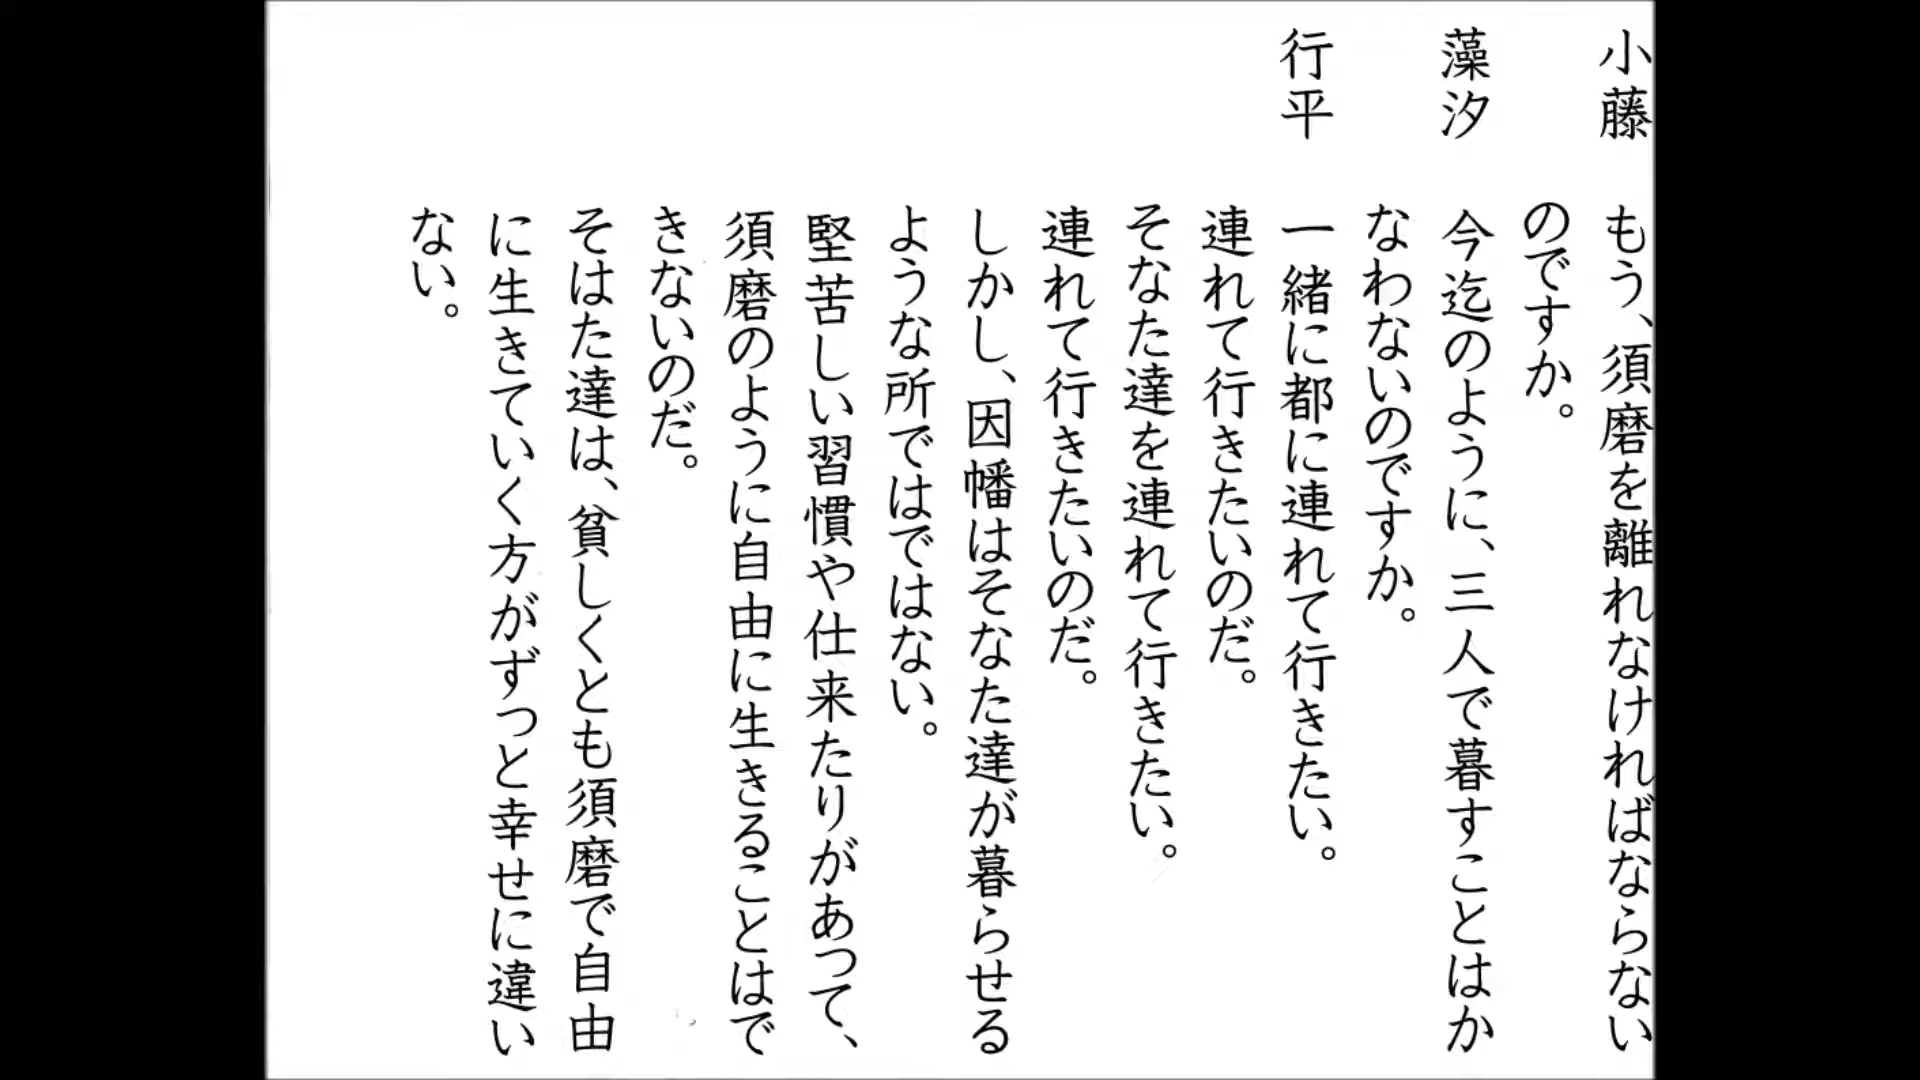 小藤　もう、須磨を離れなければならない
のですか。
藻汐　今迄のように、三人で暮すことはか
なわないのですか。
行平　一緒に都に連れて行きたい。
連れて行きたいのだ。
そなた達を連れて行きたい。
連れて行きたいのだ。
しかし、因幡はそなた達が暮らせる
ような所ではではない。
堅苦しい習慣や仕来たりがあって、
須磨のように自由に生きることはで
きないのだ。
そはた達は、貧しくとも須磨で自由
に生きていく方がずっと幸せに違い
ない。